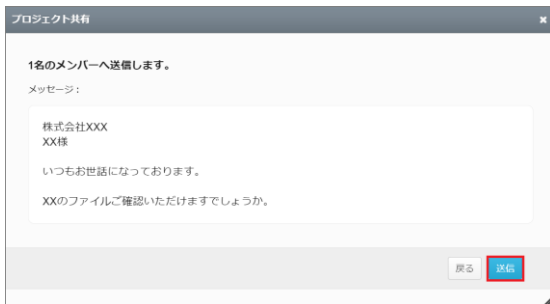 プロジェクト共有
1名のメンバーへ送信します。
メッセージ：
株式会社XXX
XX様
いつもお世話になっております。
XXのファイルご確認いただけますでしょうか。
戻る
送信